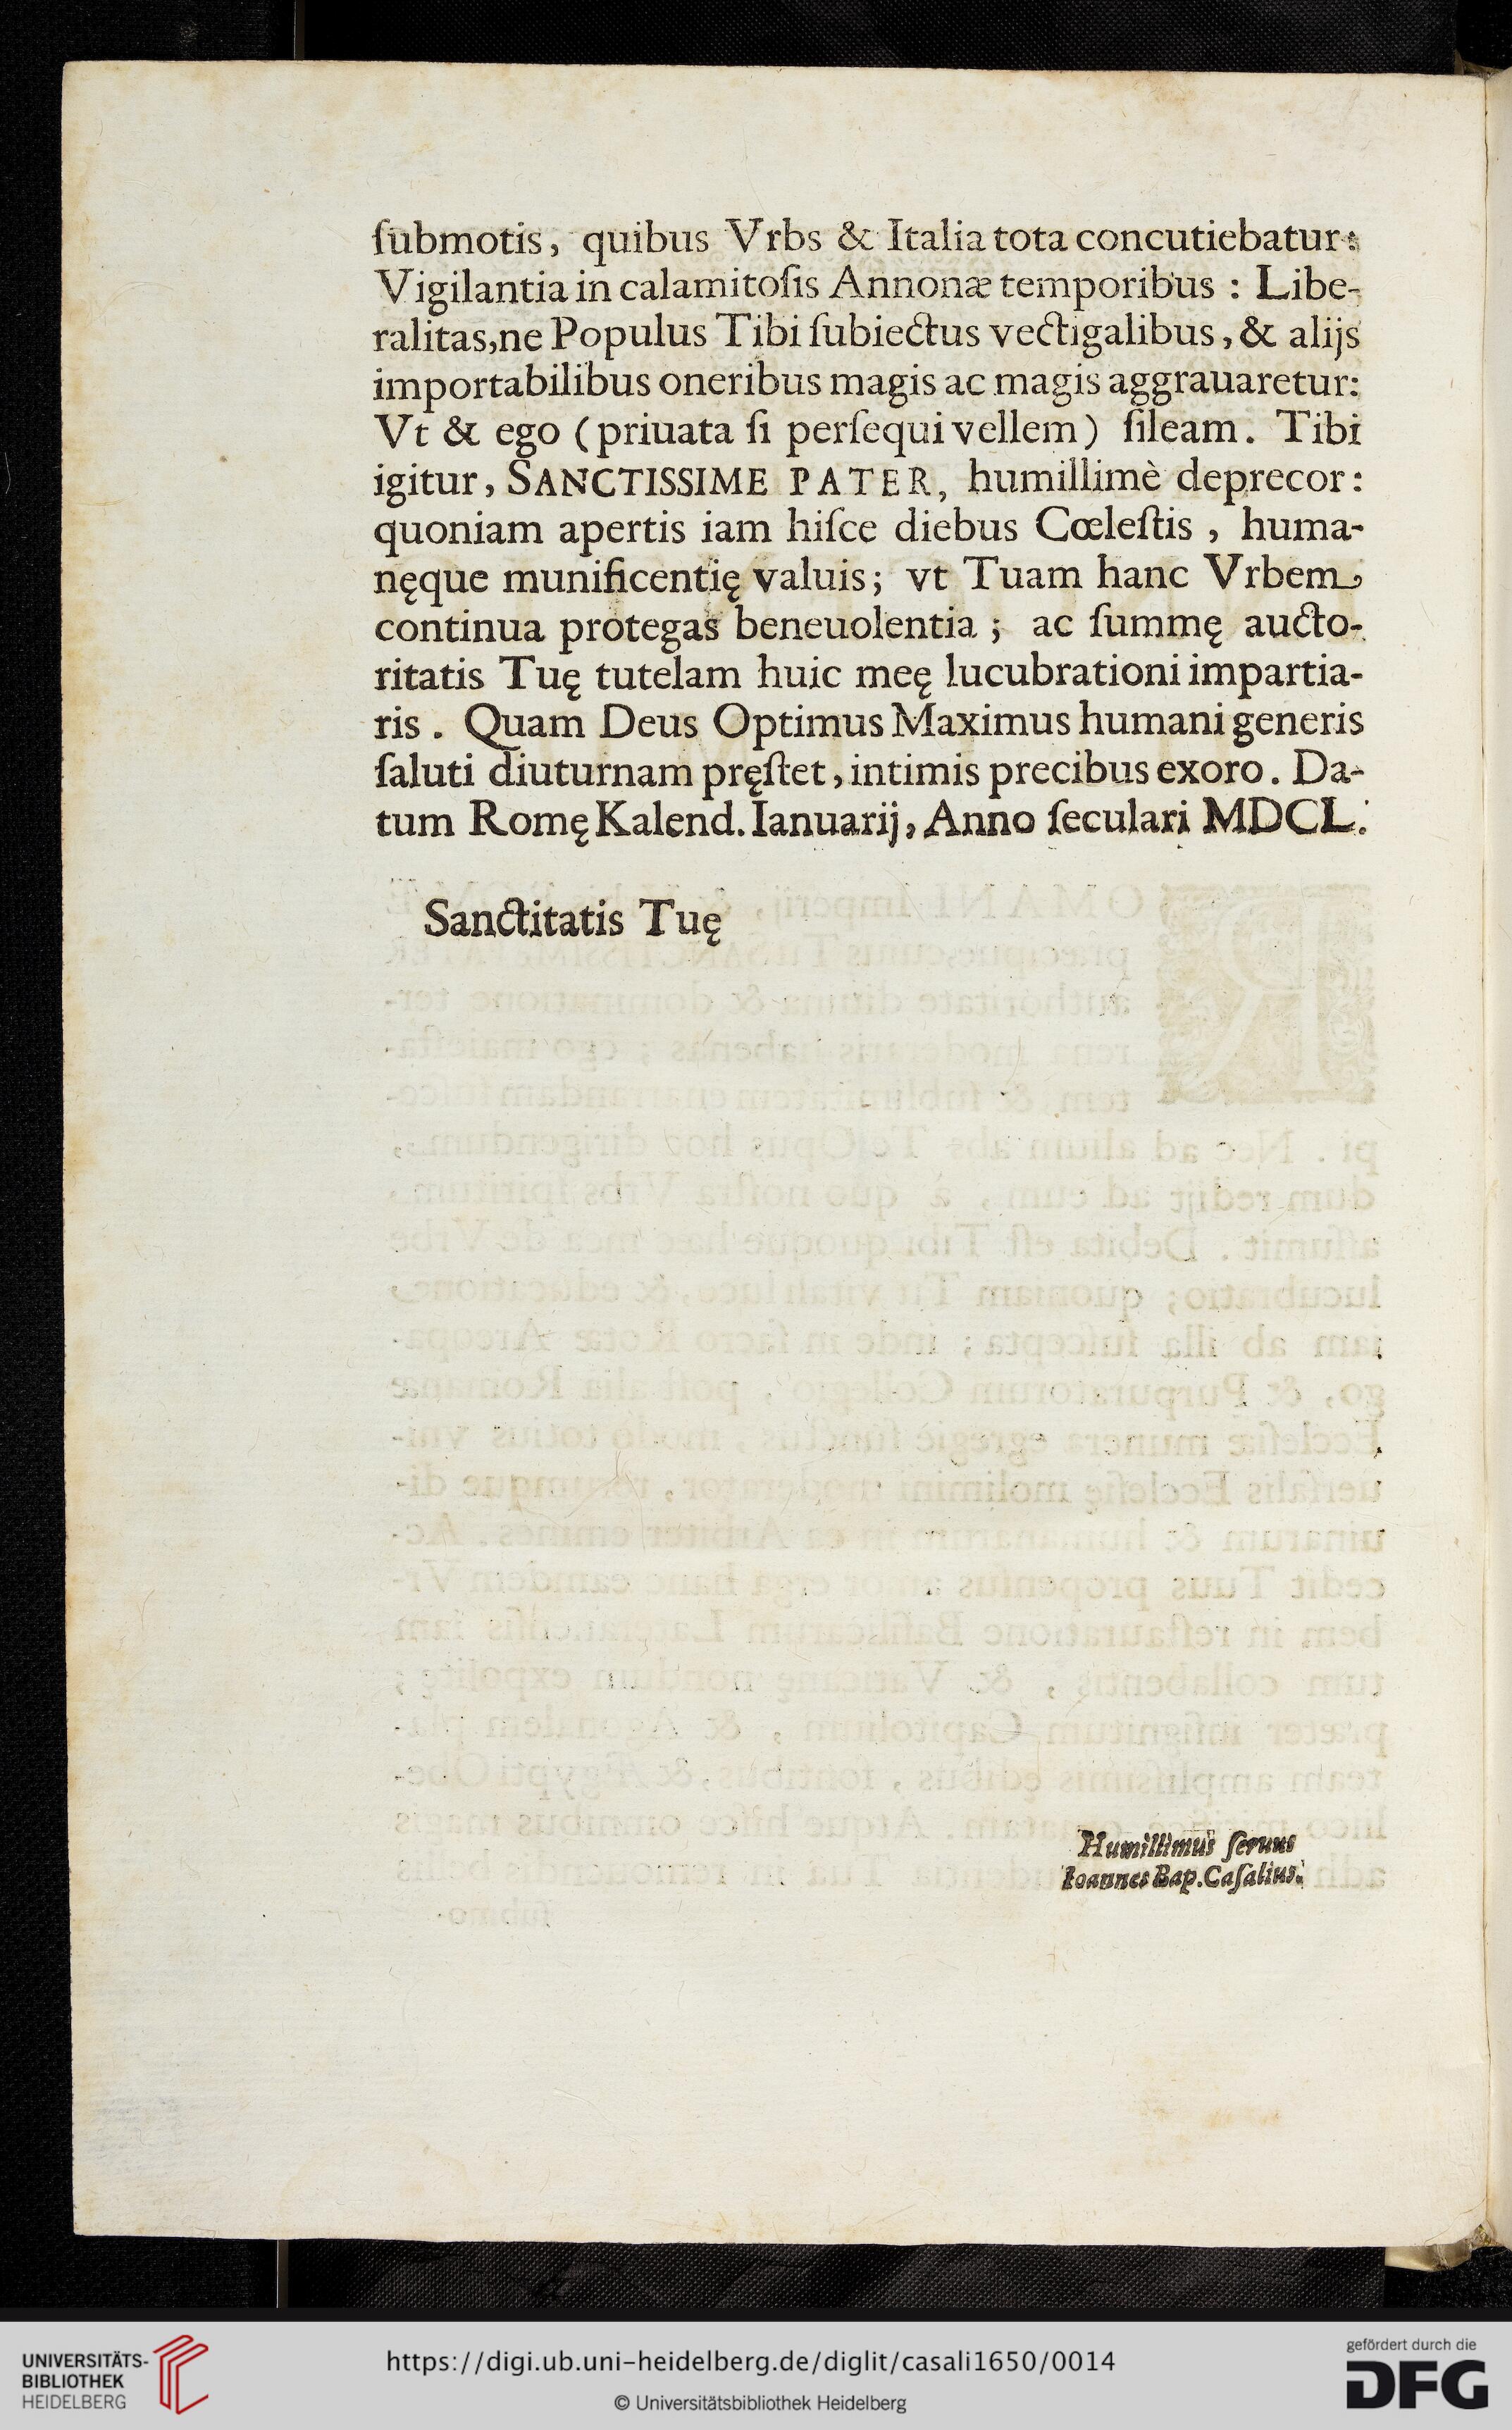 ſubmotis, quibus Vrbs & Italia tota concutiebatur:
Vigilantia in calamitoſis Annonæ temporibus : Libe-
ralitas,ne Populus Tibi ſubiectus vectigalibus, & alijs
importabilibus oneribus magis ac magis aggrauaretur:
Vt & ego (priuata ſi perſequi vellem) ſileam. Tibi
igitur, SANCTISSIME PATER, humillimè deprecor:
quoniam apertis iam hiſce diebus Cœleſtis , huma-
nęque munificentię valuis; vt Tuam hanc Vrbem
continua protegas beneuolentia ; ac ſummę aucto-
ritatis Tuę tutelam huic meę lucubrationi impartia-
ris . Quam Deus Optimus Maximus humani generis
ſaluti diuturnam pręſtet, intimis precibus exoro. Da-
tum Romę Kalend. Ianuarij, Anno ſeculari MDCL.
Sanctitatis Tuę
Humillimus ſeruus
Ioannes Bap. Caſalius.
UNIVERSITÄTS-
BIBLIOTHEK
HEIDELBERG
https://digi.ub.uni-heidelberg.de/diglit/casali1650/0014
© Universitätsbibliothek Heidelberg
gefördert durch die
DFG